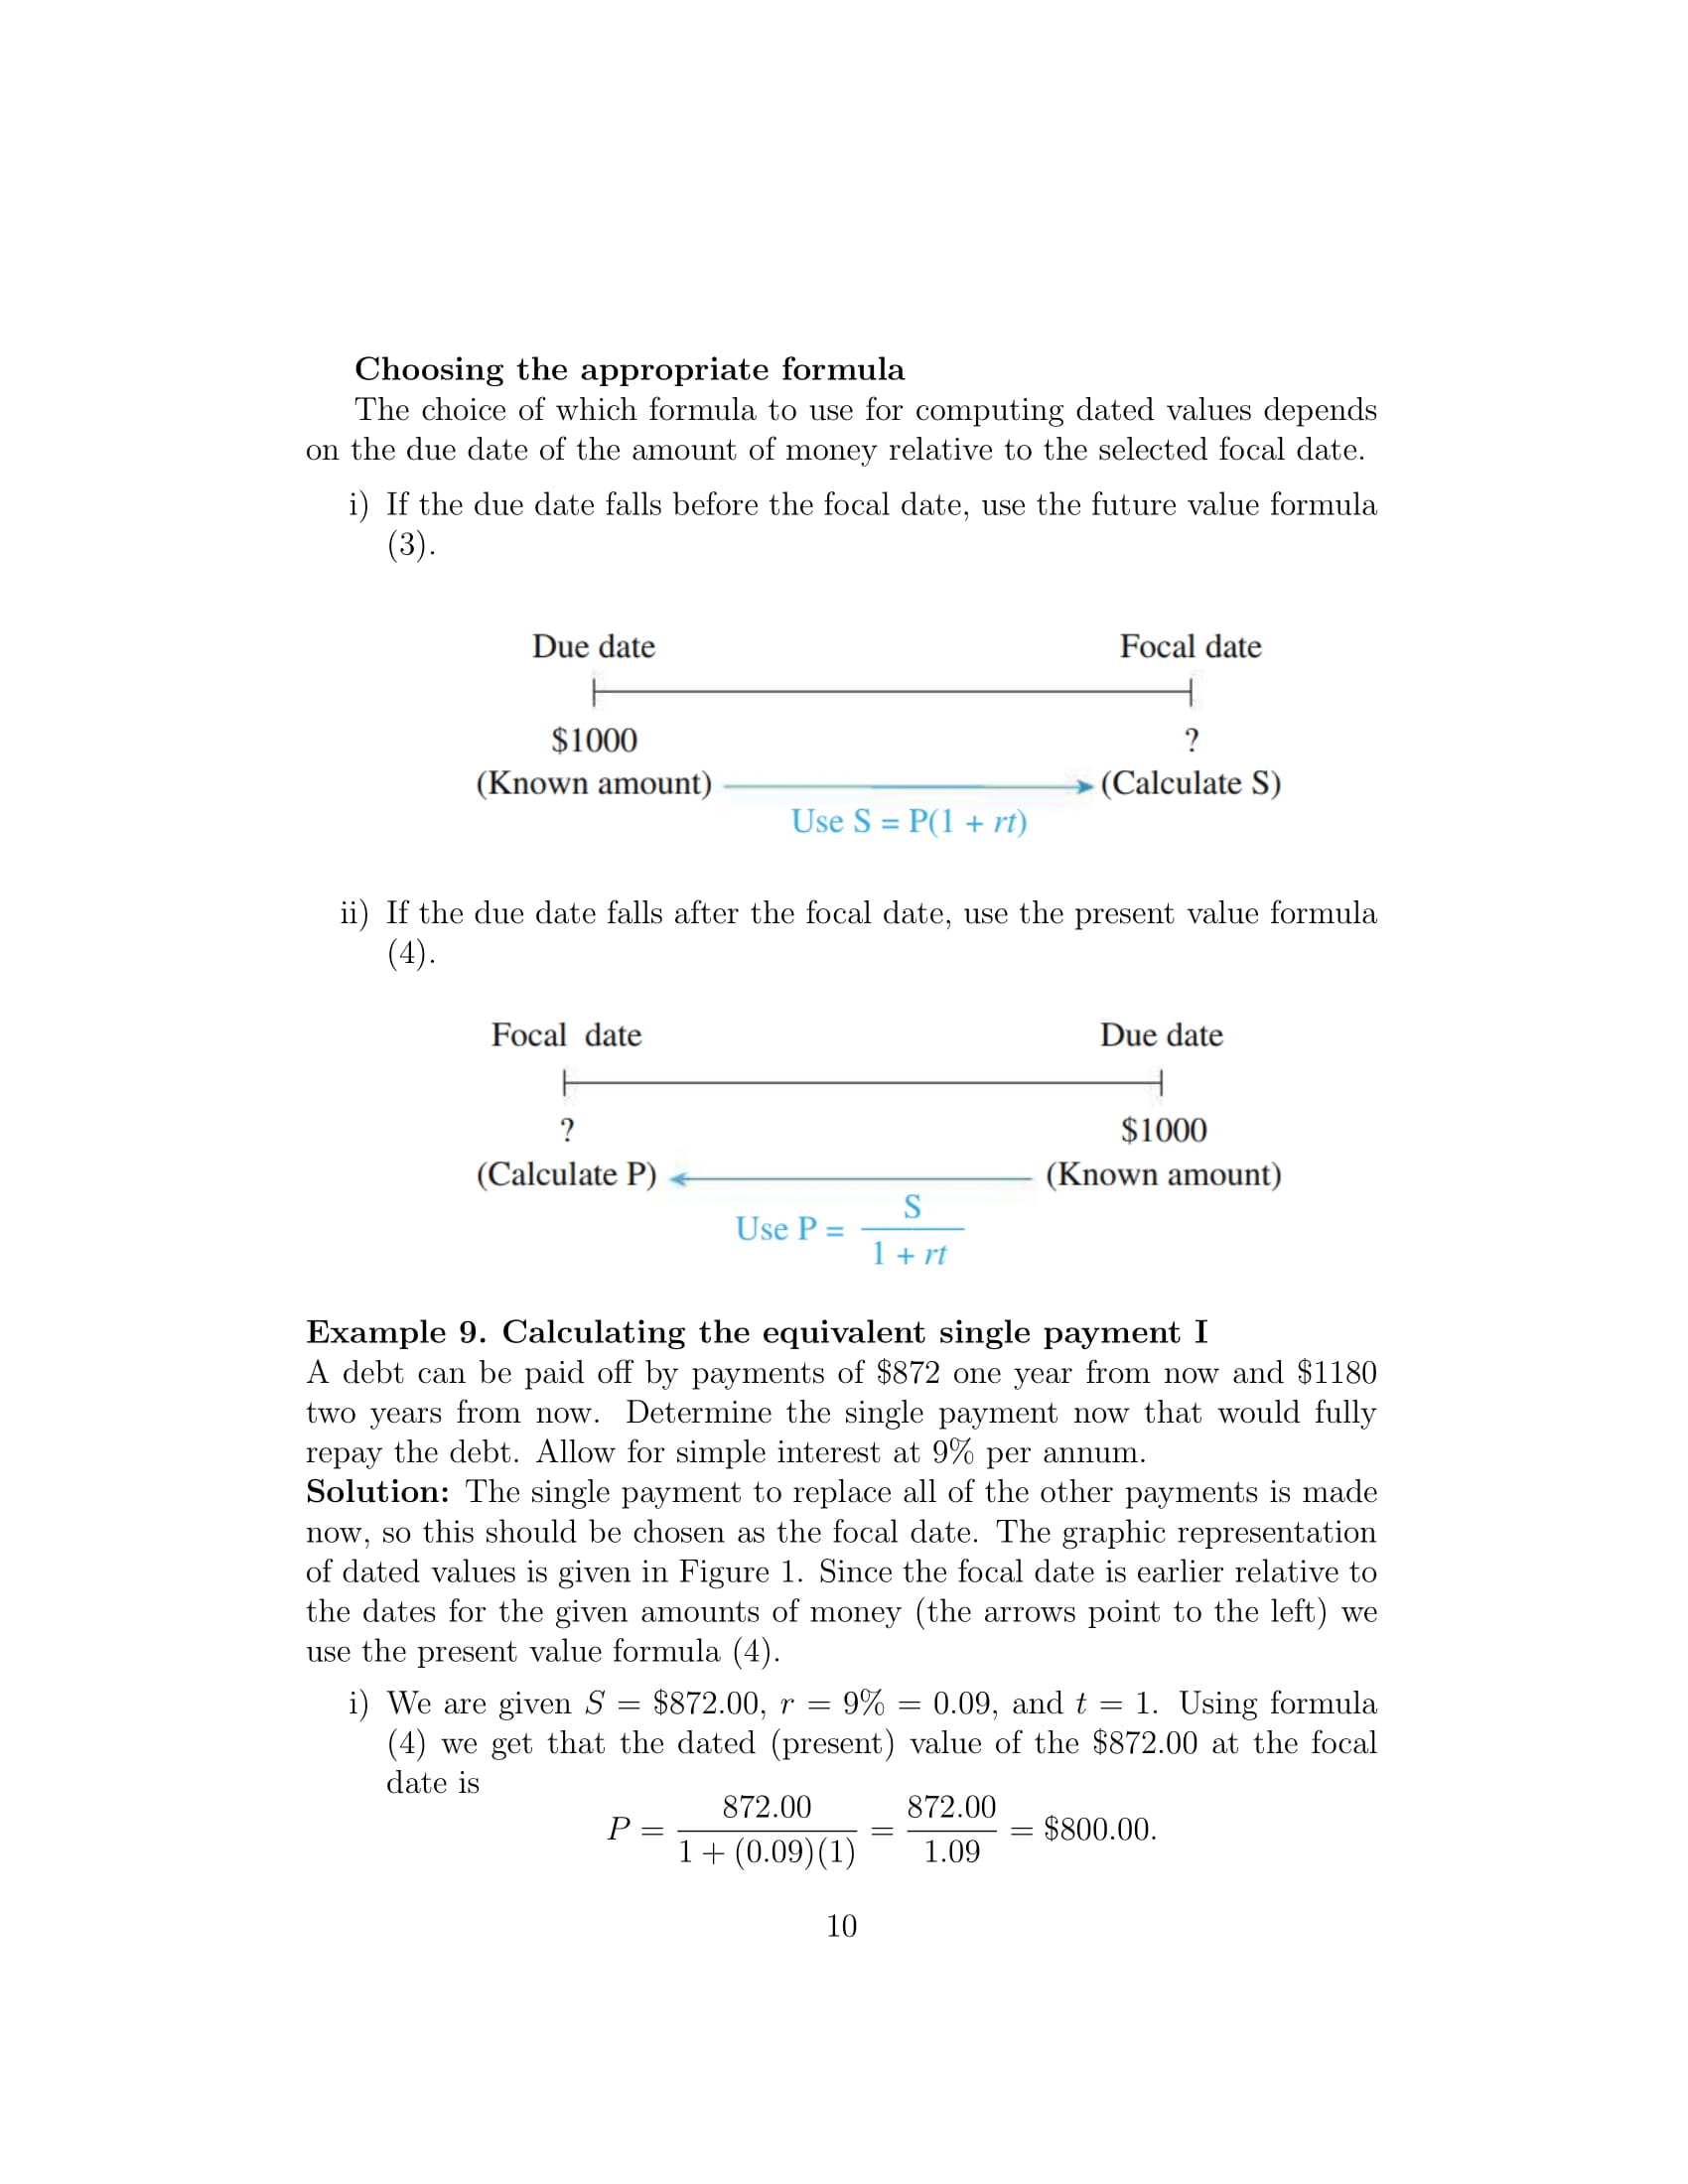 Choosing the appropriate formula
The choice of which formula to use for computing dated values depends
on the due date of the amount of money relative to the selected focal date.
i) If the due date falls before the focal date, use the future value formula
(3).
Due date Focal date
$1000 ?
(Known amount) (Calculate S)
Use S = P(1 + rt)
ii) If the due date falls after the focal date, use the present value formula
(4).
Focal date Due date
? $1000
(Calculate P) (Known amount)
Use P = S / 1 + rt
Example 9. Calculating the equivalent single payment I
A debt can be paid off by payments of $872 one year from now and $1180
two years from now. Determine the single payment now that would fully
repay the debt. Allow for simple interest at 9% per annum.
Solution: The single payment to replace all of the other payments is made
now, so this should be chosen as the focal date. The graphic representation
of dated values is given in Figure 1. Since the focal date is earlier relative to
the dates for the given amounts of money (the arrows point to the left) we
use the present value formula (4).
i) We are given S = $872.00, r = 9% = 0.09, and t = 1. Using formula
(4) we get that the dated (present) value of the $872.00 at the focal
date is
P = 872.00 / 1 + (0.09)(1) = 872.00 / 1.09 = $800.00.
10